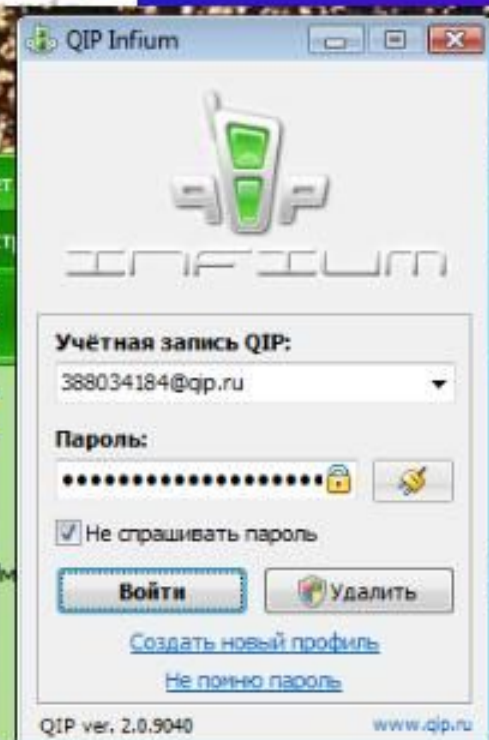 QIP Infium
qip
INFIUM
Учётная запись QIP:
388034184@qip.ru
Пароль:
Не спрашивать пароль
Войти
Удалить
Создать новый профиль
Не помню пароль
QIP ver. 2.0.9040
www.qip.ru